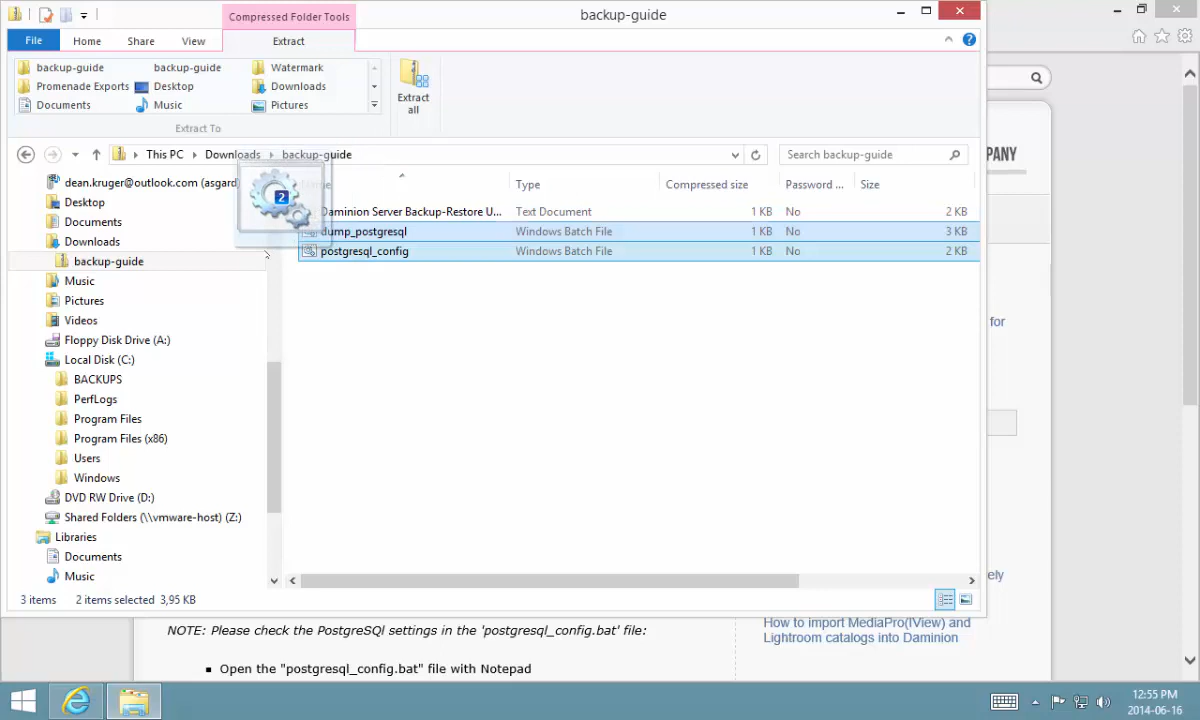 Compressed Folder Tools
backup-guide
File Home Share View Extract
backup-guide backup-guide Watermark
Promenade Exports Desktop Downloads
Documents Music Pictures
Extract all
Extract To
This PC Downloads backup-guide
Search backup-guide
PANY
Type Compressed size Password ... Size
dean.kruger@outlook.com (asgard
Desktop
Documents
Downloads
backup-guide
Music
Pictures
Videos
Floppy Disk Drive (A:)
Local Disk (C:)
BACKUPS
PerfLogs
Program Files
Program Files (x86)
Users
Windows
DVD RW Drive (D:)
Shared Folders (\\vmware-host) (Z:)
Libraries
Documents
Music
2
Daminion Server Backup-Restore U... Text Document 1 KB No 2 KB
dump_postgresql Windows Batch File 1 KB No 3 KB
postgresql_config Windows Batch File 1 KB No 2 KB
for
ely
3 items 2 items selected 3,95 KB
How to import MediaPro(IView) and
Lightroom catalogs into Daminion
NOTE: Please check the PostgreSQl settings in the 'postgresql_config.bat' file:
▪ Open the "postgresql_config.bat" file with Notepad
12:55 PM
2014-06-16